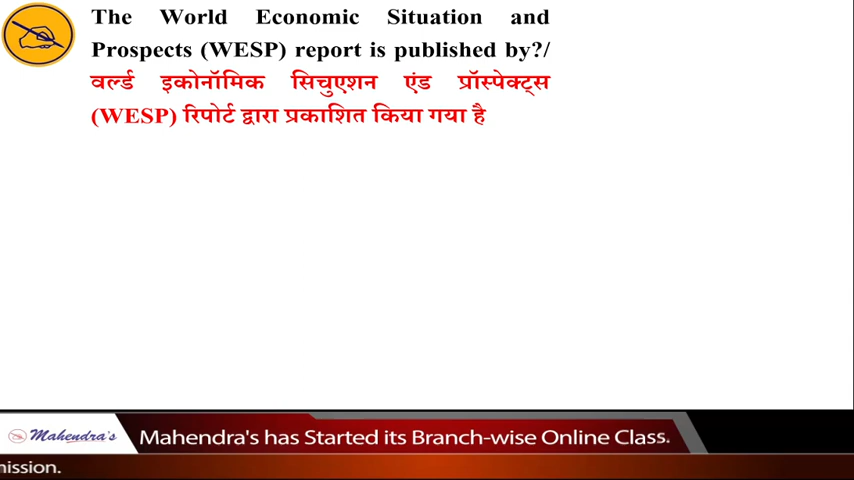 The World Economic Situation and
Prospects (WESP) report is published by?/
वर्ल्ड इकोनॉमिक सिचुएशन एंड प्रॉस्पेक्ट्स
(WESP) रिपोर्ट द्वारा प्रकाशित किया गया है
Mahendra's
Mahendra's has Started its Branch-wise Online Class.
mission.